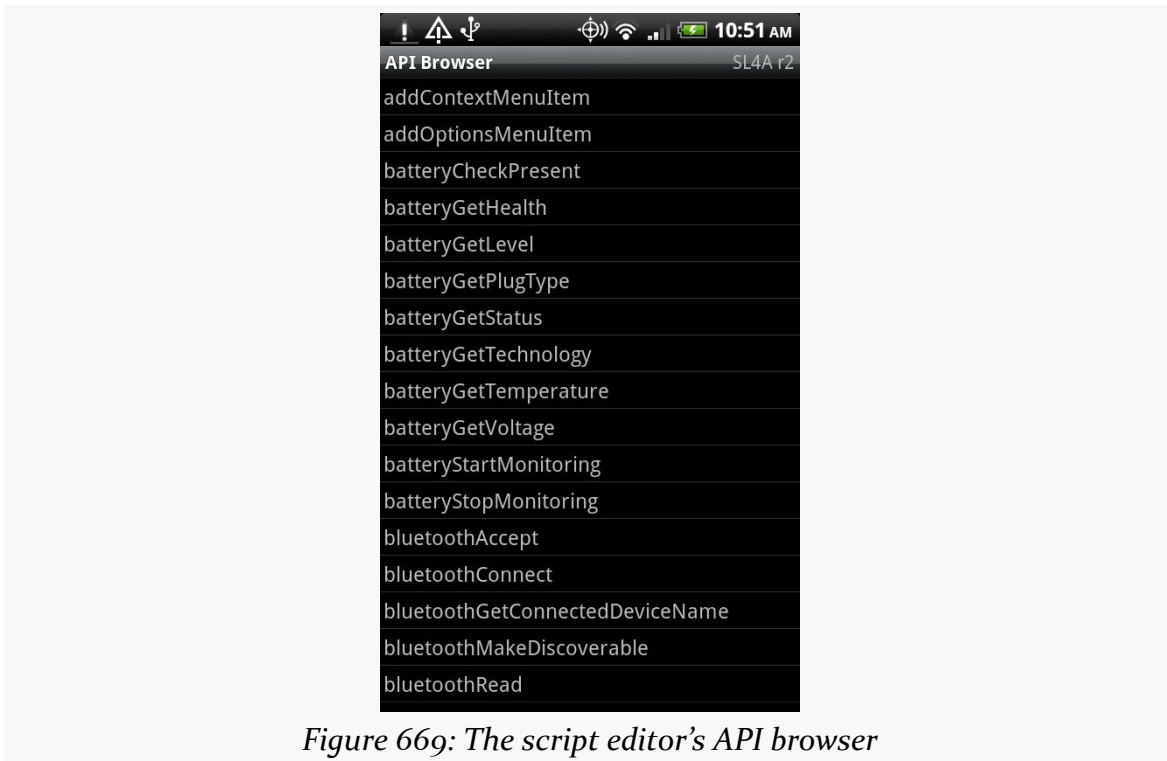 10:51 AM
API Browser SL4A r2
addContextMenuItem
addOptionsMenuItem
batteryCheckPresent
batteryGetHealth
batteryGetLevel
batteryGetPlugType
batteryGetStatus
batteryGetTechnology
batteryGetTemperature
batteryGetVoltage
batteryStartMonitoring
batteryStopMonitoring
bluetoothAccept
bluetoothConnect
bluetoothGetConnectedDeviceName
bluetoothMakeDiscoverable
bluetoothRead
Figure 669: The script editor’s API browser